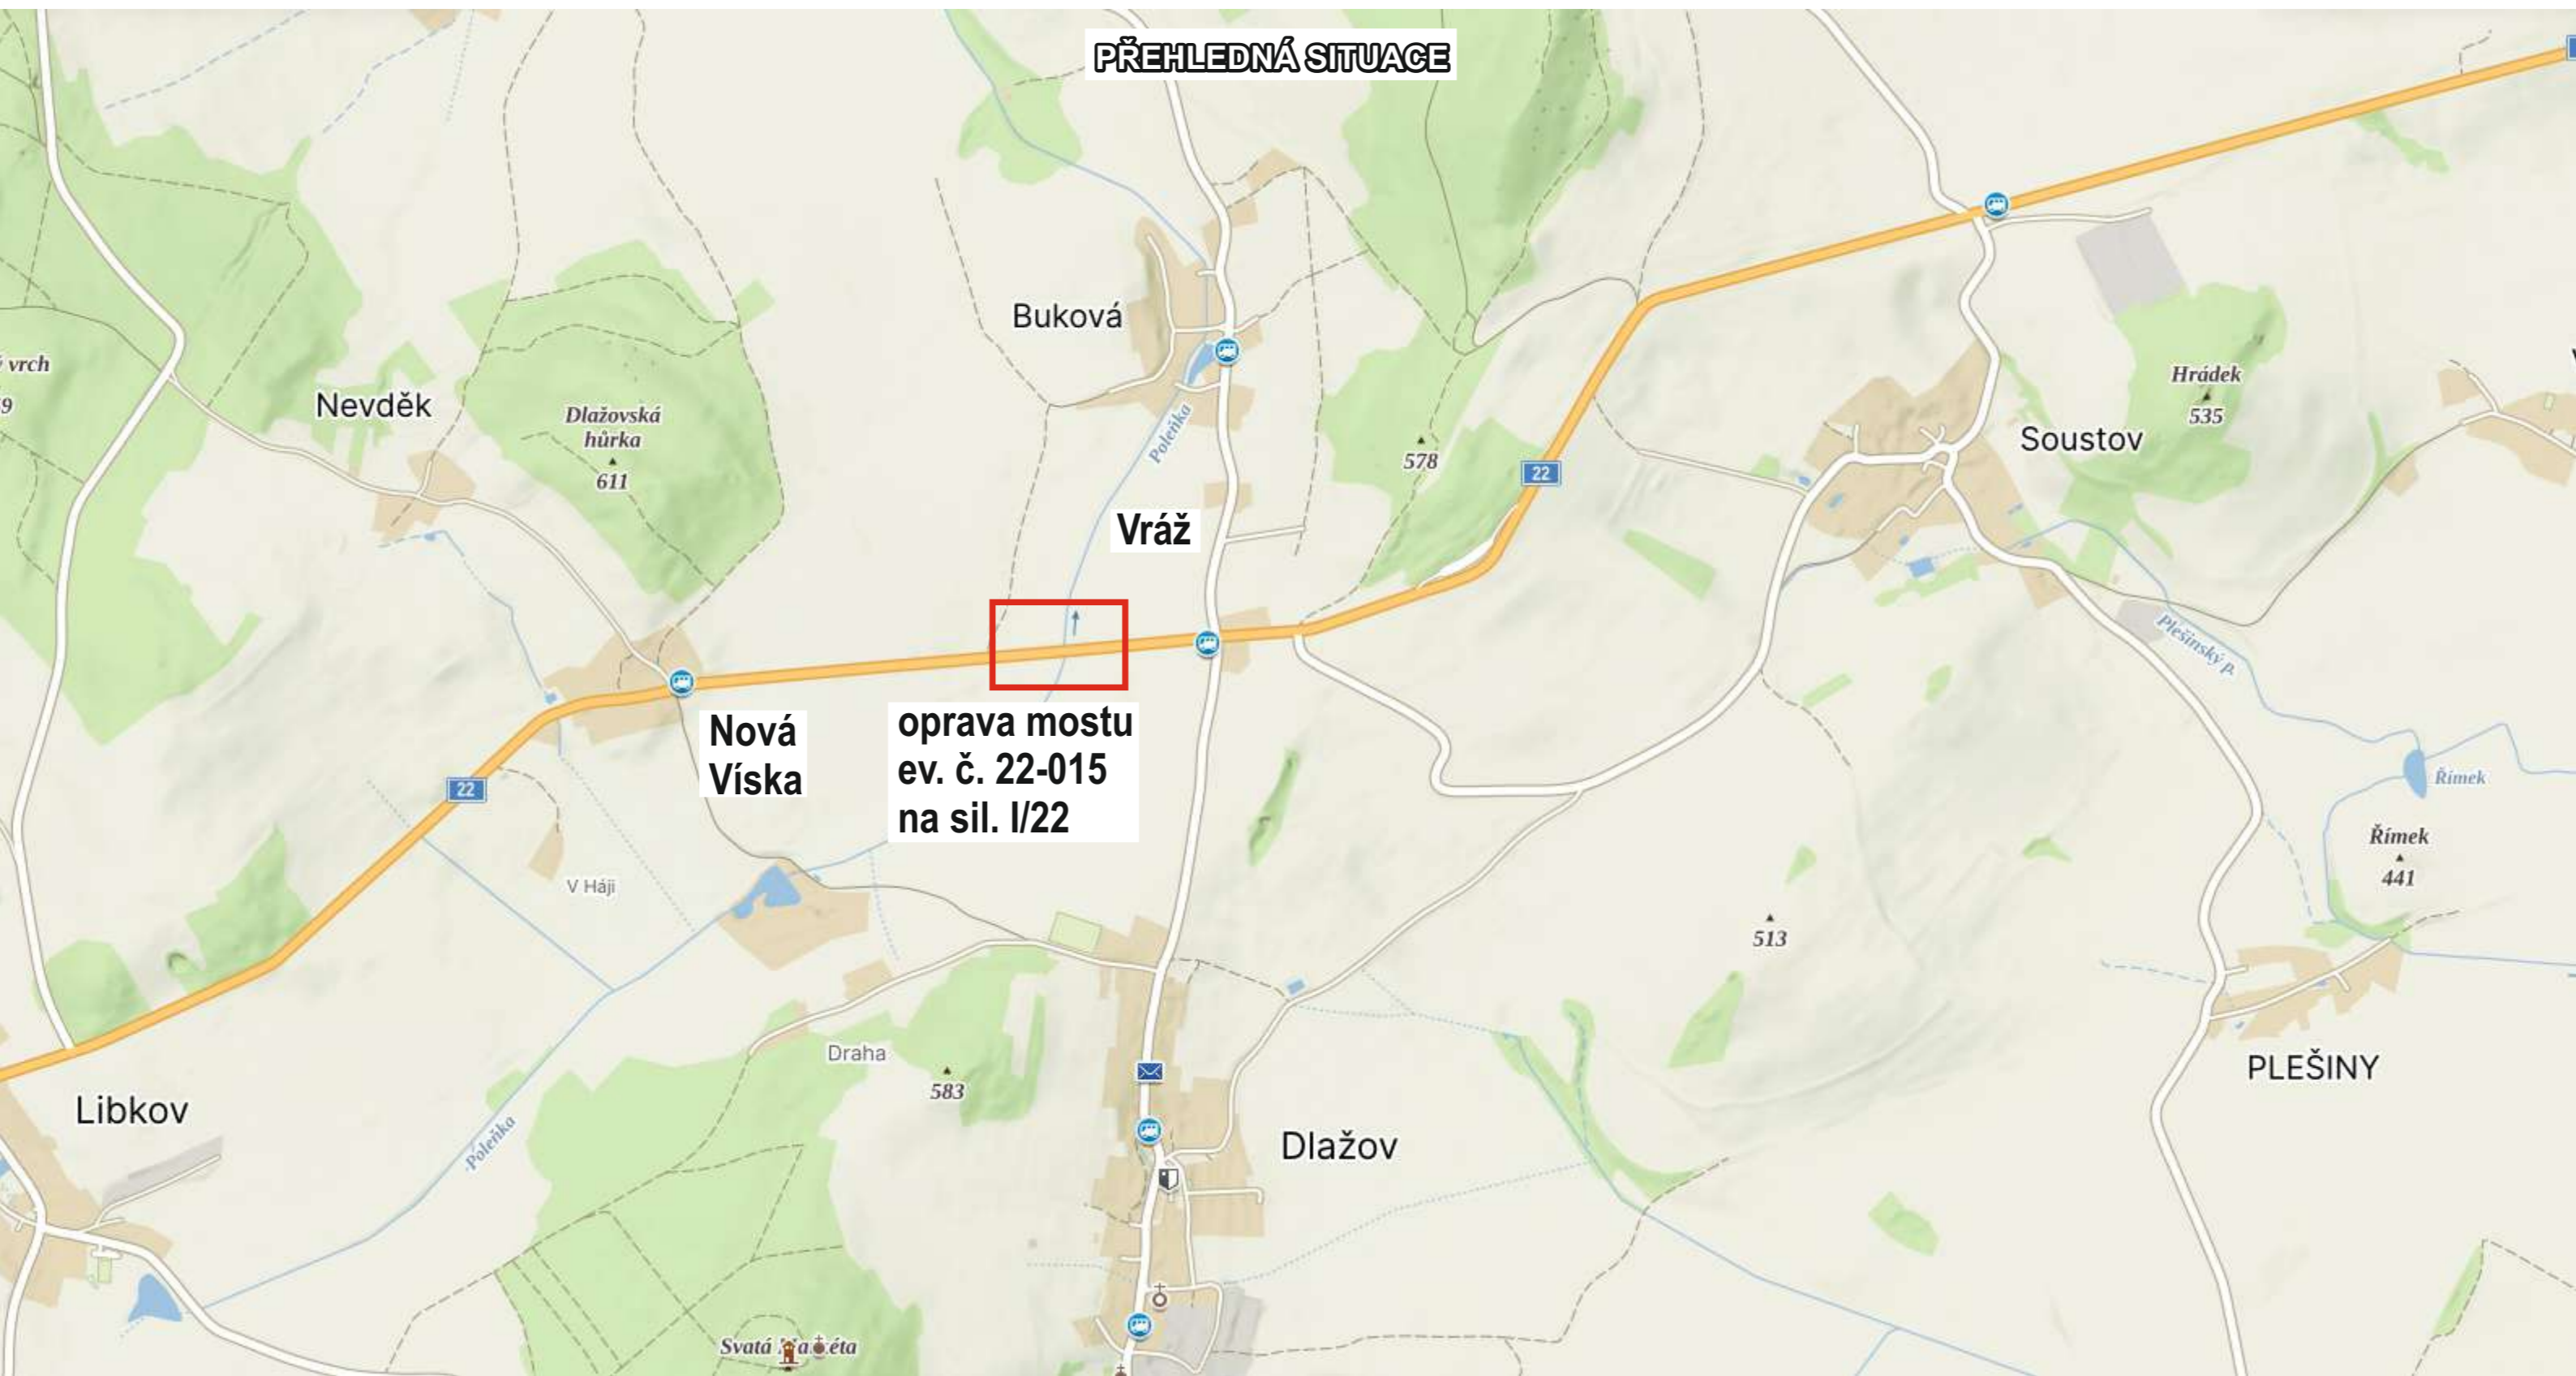 PŘEHLEDNÁ SITUACE
Buková
vrch
9
Nevděk
Dlažovská
hůrka
611
Poleňka
578
22
Hrádek
535
Soustov
Vráž
Plešinský p.
Nová
Víska
oprava mostu
ev. č. 22-015
na sil. I/22
22
Římek
Římek
441
V Háji
513
Draha
583
PLEŠINY
Libkov
Poleňka
Dlažov
Svatá